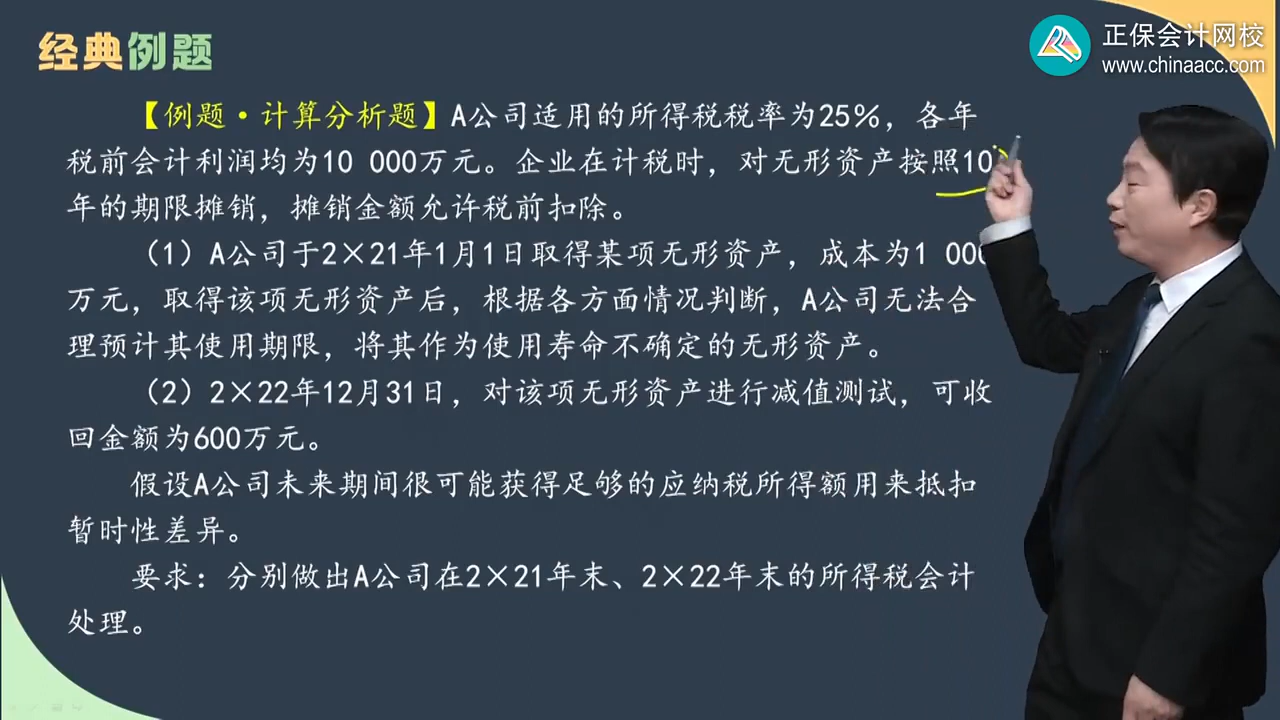 经典例题
正保会计网校
www.chinaacc.com
【例题·计算分析题】A公司适用的所得税税率为25%，各年
税前会计利润均为10 000万元。企业在计税时，对无形资产按照10
年的期限摊销，摊销金额允许税前扣除。
（1）A公司于2×21年1月1日取得某项无形资产，成本为1 000
万元，取得该项无形资产后，根据各方面情况判断，A公司无法合
理预计其使用期限，将其作为使用寿命不确定的无形资产。
（2）2×22年12月31日，对该项无形资产进行减值测试，可收
回金额为600万元。
假设A公司未来期间很可能获得足够的应纳税所得额用来抵扣
暂时性差异。
要求：分别做出A公司在2×21年末、2×22年末的所得税会计
处理。